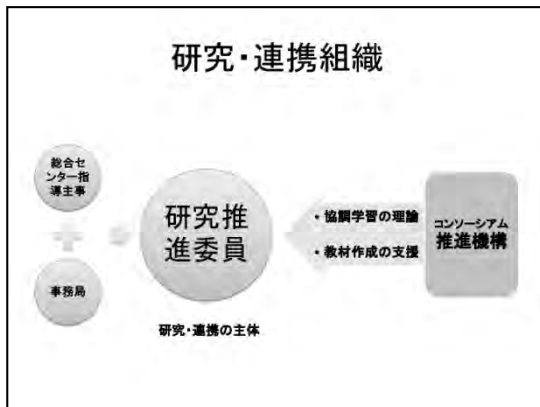 研究・連携組織
総合セ
ンター指
導主事
事務局
研究推
進委員
研究・連携の主体
・協調学習の理論
・教材作成の支援
コンソーシアム
推進機構